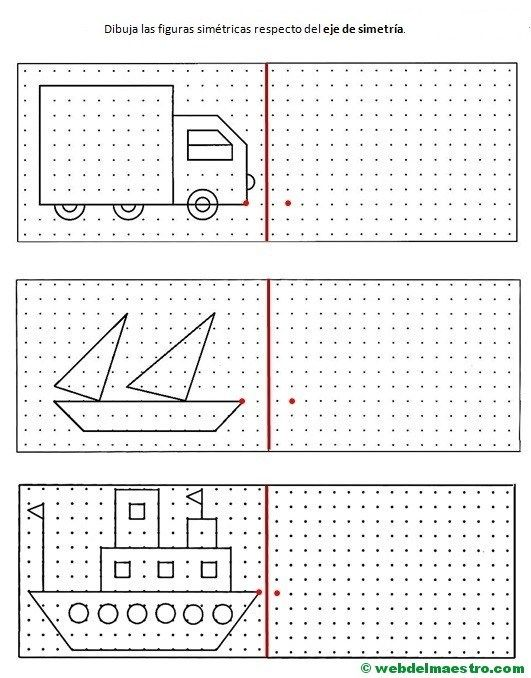 Dibuja las figuras simétricas respecto del eje de simetría.
© webdelmaestro.com